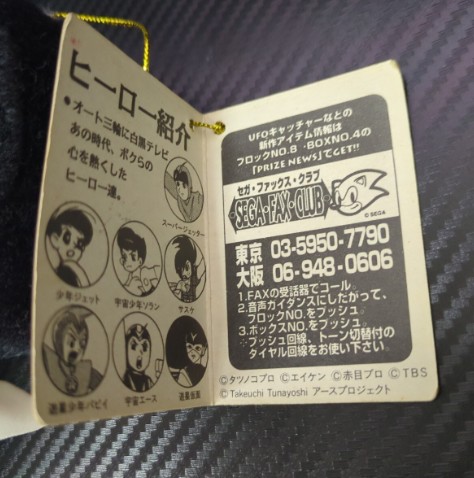 ヒーロー紹介
●オート三輪に白黒テレビ
あの時代、ボクらの
心を熱くした
ヒーロー達。
スーパージェッター
少年ジェット
宇宙少年ソラン
サスケ
遊星少年パピイ
宇宙エース
遊星仮面
UFOキャッチャーなどの
新作アイテム情報は
フロックNO.8・BOXNO.4の
「PRIZE NEWS」でGET!!
セガ・ファックス・クラブ
SEGA・FAX・CLUB
©SEGA
東京 03-5950-7790
大阪 06-948-0606
1.FAXの受話器でコール。
2.音声ガイダンスにしたがって、
フロックNO.をプッシュ。
3.ボックスNO.をプッシュ。
プッシュ回線、トーン切替付の
ダイヤル回線をお使い下さい。
©タツノコプロ ©エイケン ©赤目プロ ©TBS
©Takeuchi Tunayoshi アースプロジェクト